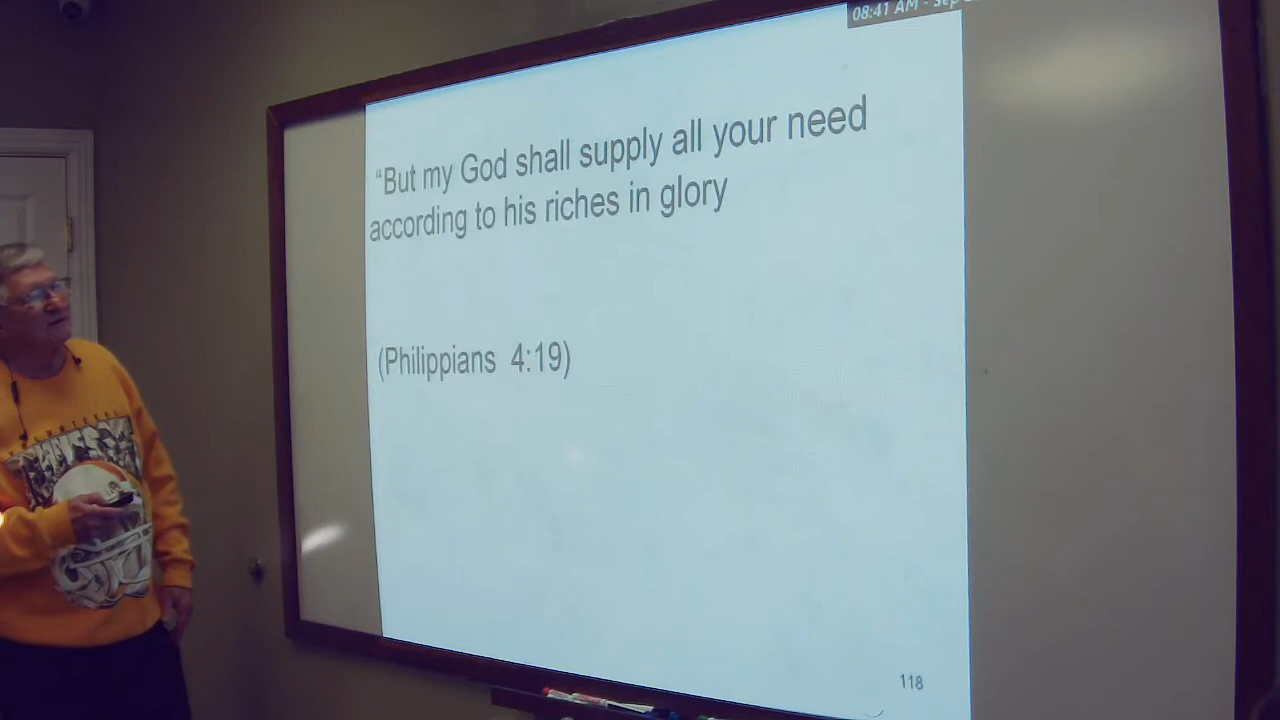 08:41 AM - Sep
“But my God shall supply all your need
according to his riches in glory
(Philippians 4:19)
118